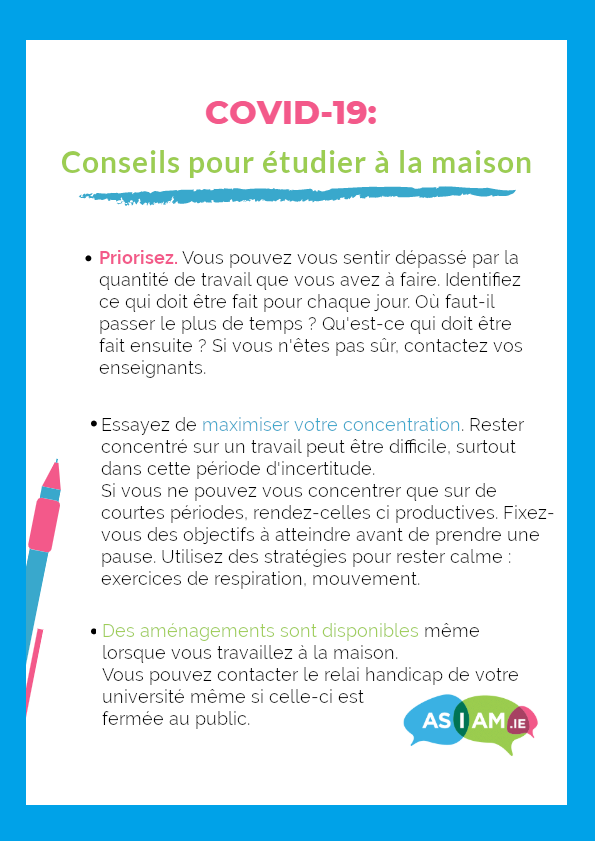 COVID-19:
Conseils pour étudier à la maison
• Priorisez. Vous pouvez vous sentir dépassé par la
quantité de travail que vous avez à faire. Identifiez
ce qui doit être fait pour chaque jour. Où faut-il
passer le plus de temps ? Qu'est-ce qui doit être
fait ensuite ? Si vous n'êtes pas sûr, contactez vos
enseignants.
• Essayez de maximiser votre concentration. Rester
concentré sur un travail peut être difficile, surtout
dans cette période d'incertitude.
Si vous ne pouvez vous concentrer que sur de
courtes périodes, rendez-celles ci productives. Fixez-
vous des objectifs à atteindre avant de prendre une
pause. Utilisez des stratégies pour rester calme :
exercices de respiration, mouvement.
• Des aménagements sont disponibles même
lorsque vous travaillez à la maison.
Vous pouvez contacter le relai handicap de votre
université même si celle-ci est
fermée au public.
AS I AM.IE